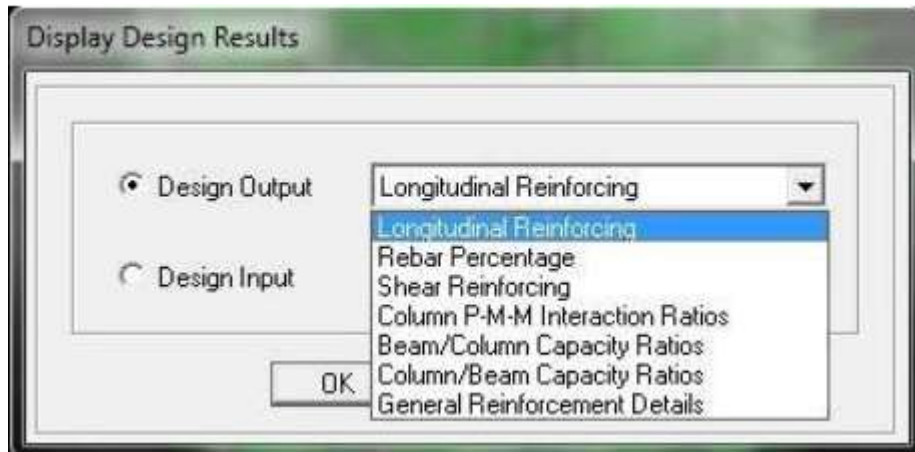 Display Design Results
Design Output
Longitudinal Reinforcing
Longitudinal Reinforcing
Rebar Percentage
Shear Reinforcing
Column P-M-M Interaction Ratios
Beam/Column Capacity Ratios
Column/Beam Capacity Ratios
General Reinforcement Details
Design Input
OK